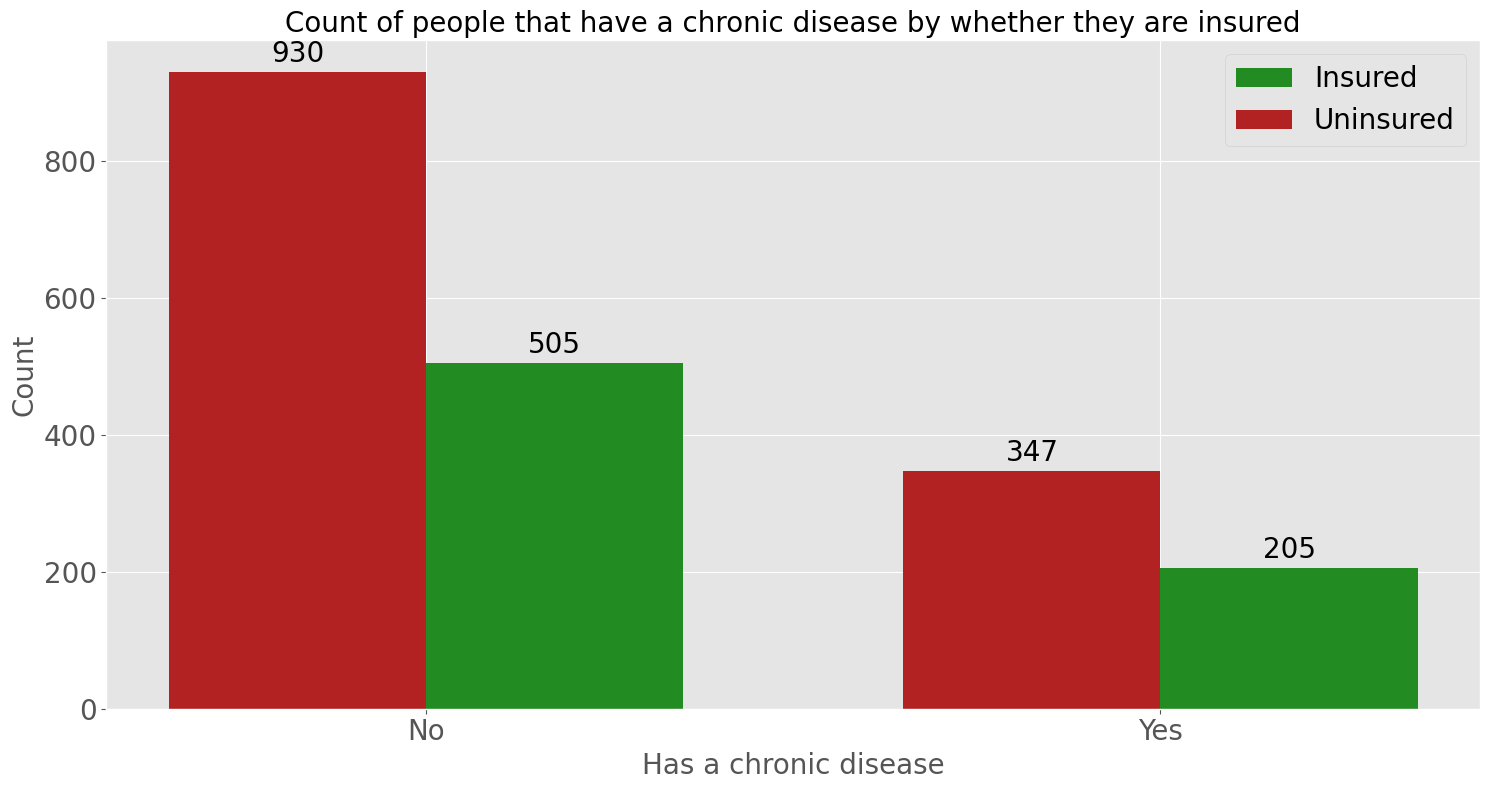 Count of people that have a chronic disease by whether they are insured
930
Insured
Uninsured
800
600
505
Count
400
347
205
200
0
No
Yes
Has a chronic disease